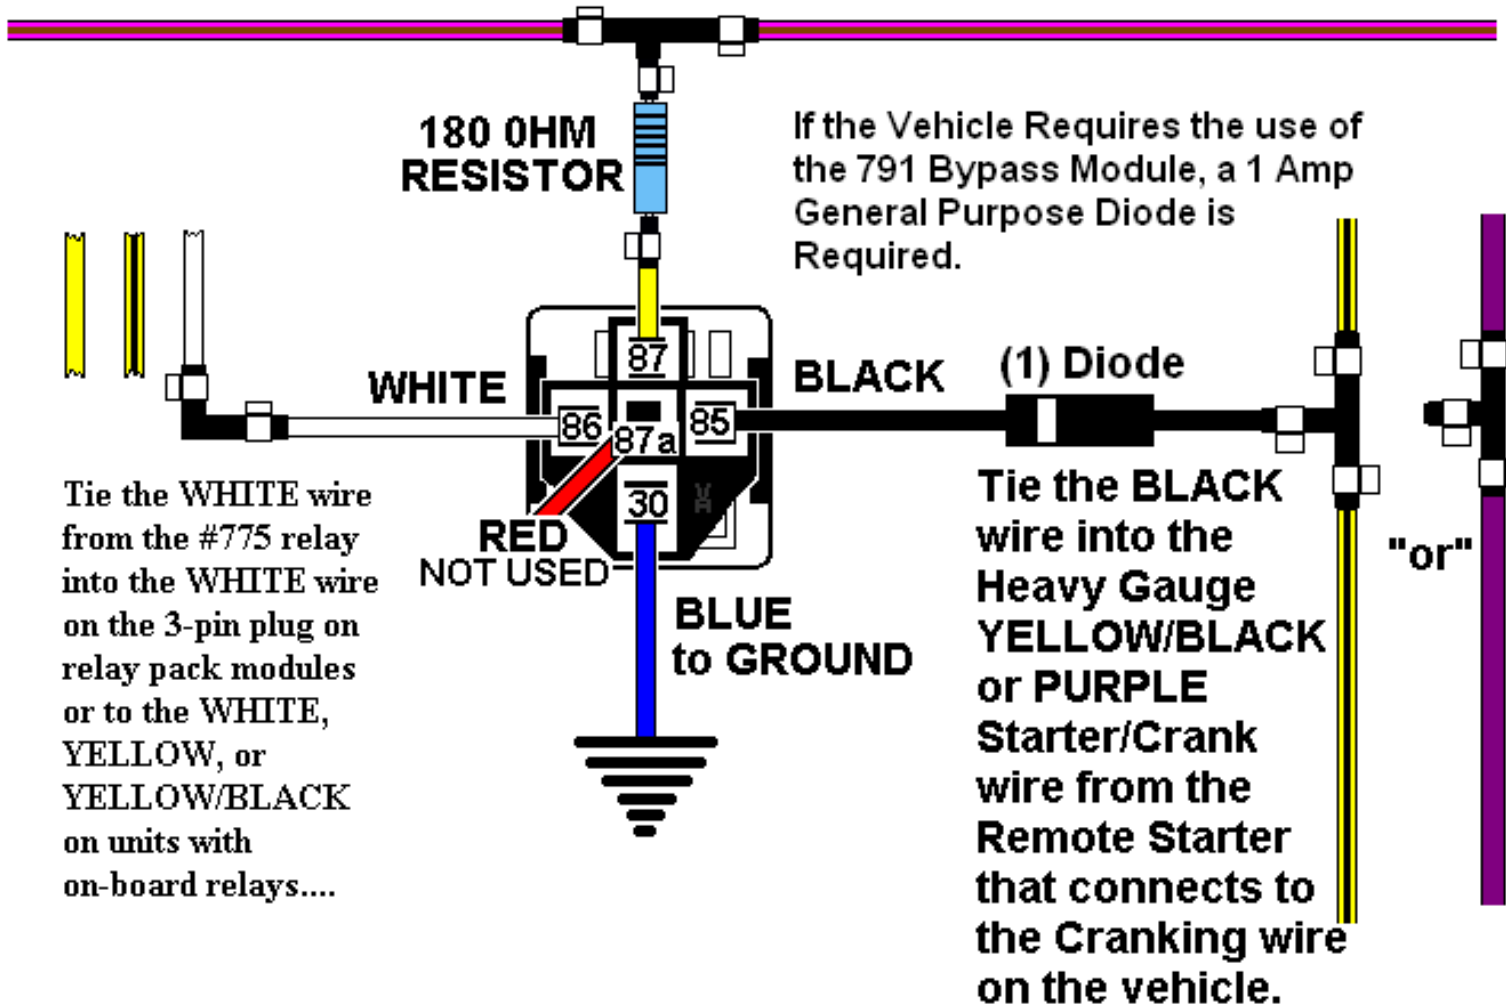 180 0HM
RESISTOR
If the Vehicle Requires the use of
the 791 Bypass Module, a 1 Amp
General Purpose Diode is
Required.
87
WHITE
BLACK
(1) Diode
86
85
87a
30
RED
NOT USED
Tie the WHITE wire
from the #775 relay
into the WHITE wire
on the 3-pin plug on
relay pack modules
or to the WHITE,
YELLOW, or
YELLOW/BLACK
on units with
on-board relays....
BLUE
to GROUND
Tie the BLACK
wire into the
Heavy Gauge
YELLOW/BLACK
or PURPLE
Starter/Crank
wire from the
Remote Starter
that connects to
the Cranking wire
on the vehicle.
"or"